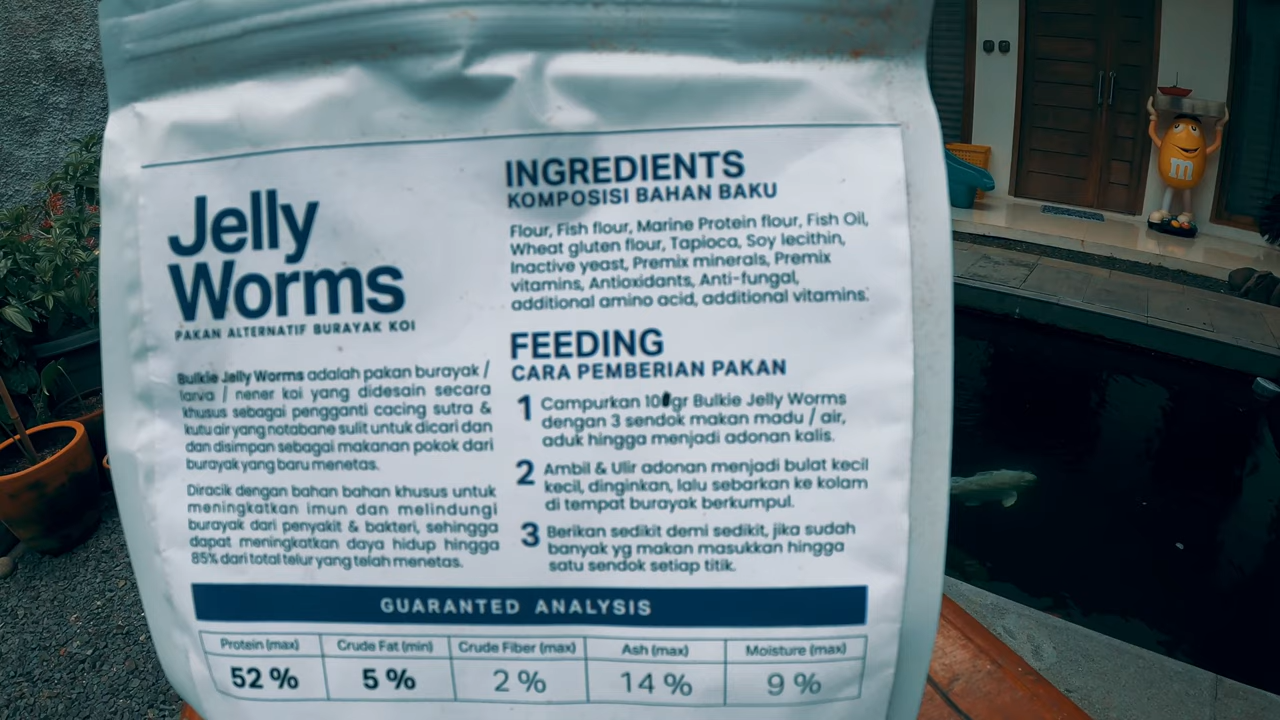 Jelly
Worms
PAKAN ALTERNATIF BURAYAK KOI
Bulkie Jelly Worms adalah pakan burayak /
larva / nener koi yang didesain secara
khusus sebagai pengganti cacing sutra &
kutu air yang notabane sulit untuk dicari dan
dan disimpan sebagai makanan pokok dari
burayak yang baru menetas.
Diracik dengan bahan bahan khusus untuk
meningkatkan imun dan melindungi
burayak dari penyakit & bakteri, sehingga
dapat meningkatkan daya hidup hingga
85% dari total telur yang telah menetas.
INGREDIENTS
KOMPOSISI BAHAN BAKU
Flour, Fish flour, Marine Protein flour, Fish Oil,
Wheat gluten flour, Tapioca, Soy lecithin,
Inactive yeast, Premix minerals, Premix
vitamins, Antioxidants, Anti-fungal,
additional amino acid, additional vitamins.
FEEDING
CARA PEMBERIAN PAKAN
1 Campurkan gr Bulkie Jelly Worms
dengan 3 sendok makan madu / air,
aduk hingga menjadi adonan kalis.
2 Ambil & Ulir adonan menjadi bulat kecil
kecil, dinginkan, lalu sebarkan ke kolam
di tempat burayak berkumpul.
3 Berikan sedikit demi sedikit, jika sudah
banyak yg makan masukkan hingga
satu sendok setiap titik.
GUARANTED ANALYSIS
Protein (max) Crude Fat (min) Crude Fiber (max) Ash (max) Moisture (max)
52 % 5 % 2 % 14 % 9 %
m